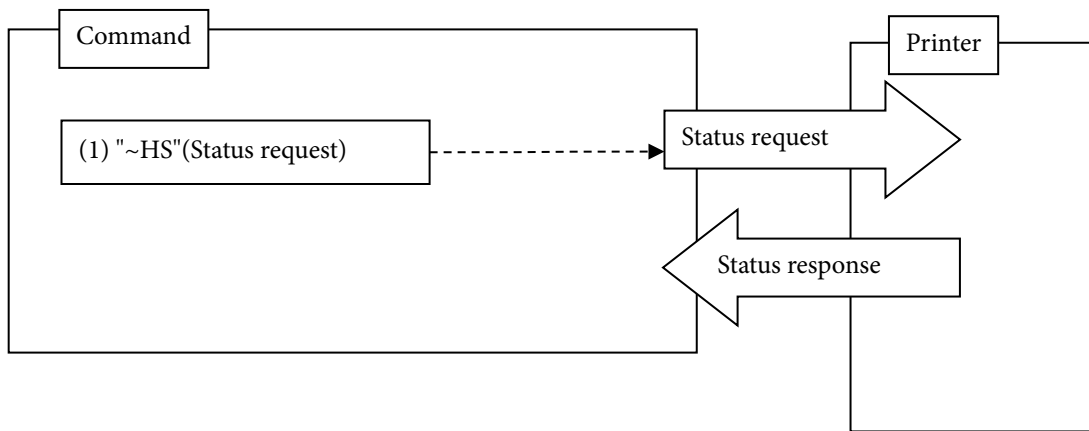 Command
Printer
(1) "~HS"(Status request)
Status request
Status response